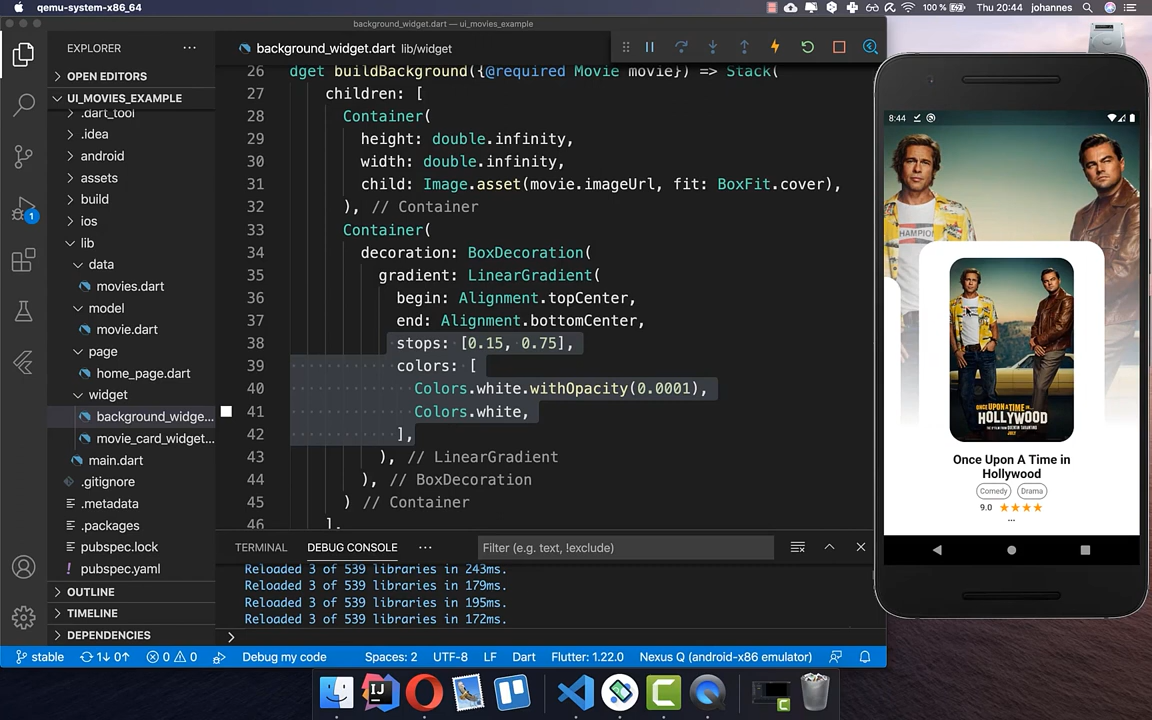 qemu-system-x86_64
100 %
Thu 20:44
johannes
background_widget.dart — ui_movies_example
EXPLORER
OPEN EDITORS
UI_MOVIES_EXAMPLE
.dart_tool
.idea
android
assets
build
ios
lib
data
movies.dart
model
movie.dart
page
home_page.dart
widget
background_widge...
movie_card_widget...
main.dart
.gitignore
.metadata
.packages
pubspec.lock
pubspec.yaml
OUTLINE
TIMELINE
DEPENDENCIES
1
background_widget.dart lib/widget
26 dget buildBackground({@required Movie movie}) => Stack(
27 children: [
28 Container(
29 height: double.infinity,
30 width: double.infinity,
31 child: Image.asset(movie.imageUrl, fit: BoxFit.cover),
32 ), // Container
33 Container(
34 decoration: BoxDecoration(
35 gradient: LinearGradient(
36 begin: Alignment.topCenter,
37 end: Alignment.bottomCenter,
38 stops: [0.15, 0.75],
39 colors: [
40 Colors.white.withOpacity(0.0001),
41 Colors.white,
42 ],
43 ), // LinearGradient
44 ), // BoxDecoration
45 ) // Container
46 ],
TERMINAL DEBUG CONSOLE ... Filter (e.g. text, !exclude)
Reloaded 3 of 539 libraries in 243ms.
Reloaded 3 of 539 libraries in 179ms.
Reloaded 3 of 539 libraries in 195ms.
Reloaded 3 of 539 libraries in 172ms.
>
stable 1↓ 0↑ 0 0 Debug my code Spaces: 2 UTF-8 LF Dart Flutter: 1.22.0 Nexus Q (android-x86 emulator)
8:44
CHAMPION
ONCE UPON A TIME IN...
HOLLYWOOD
JULY
Once Upon A Time in
Hollywood
Comedy Drama
9.0
...
IJ
C